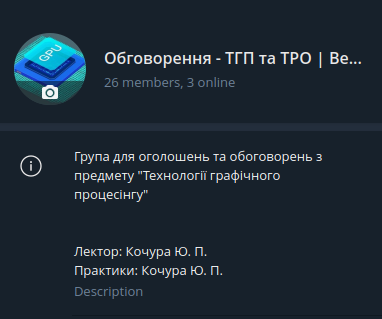 GPU
Обговорення - ТГП та ТРО | Ве...
26 members, 3 online
Група для оголошень та обоговорень з
предмету "Технології графічного
процесінгу"
Лектор: Кочура Ю. П.
Практики: Кочура Ю. П.
Description